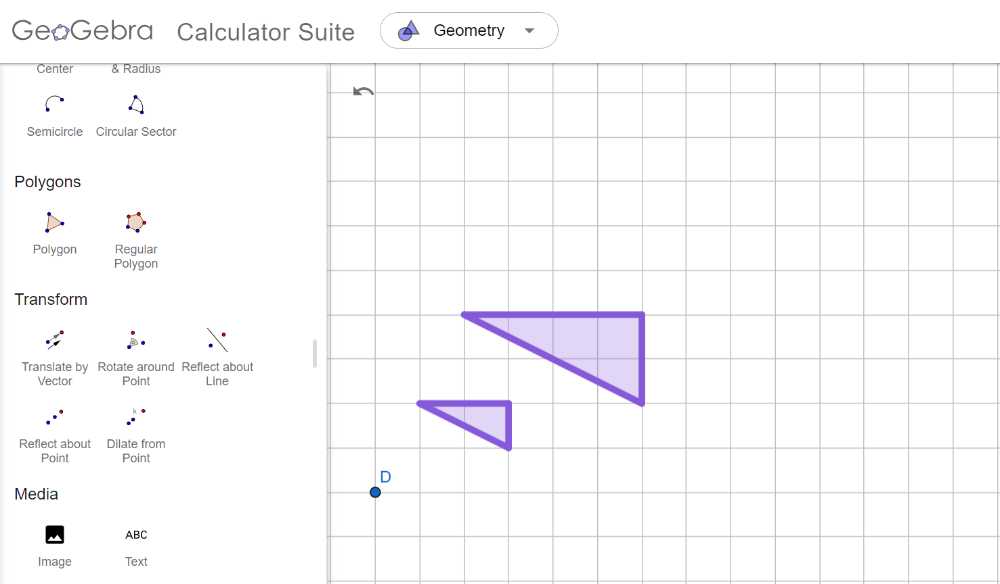 GeoGebra Calculator Suite Geometry
Center & Radius
Semicircle Circular Sector
Polygons
Polygon Regular
Polygon
Transform
Translate by Rotate around Reflect about
Vector Point Line
k
Reflect about Dilate from
Point Point
D
Media
ABC
Image Text